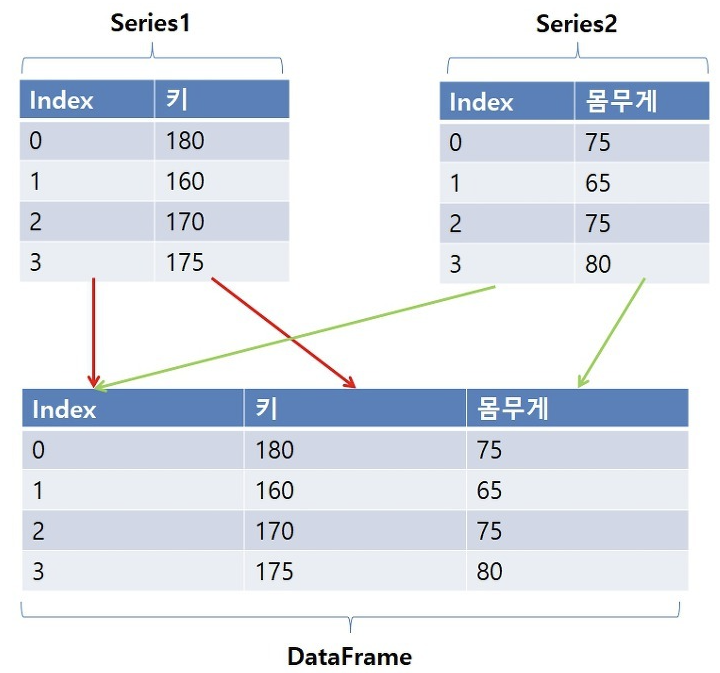 Series1
Index 키
0 180
1 160
2 170
3 175
Series2
Index 몸무게
0 75
1 65
2 75
3 80
Index 키 몸무게
0 180 75
1 160 65
2 170 75
3 175 80
DataFrame